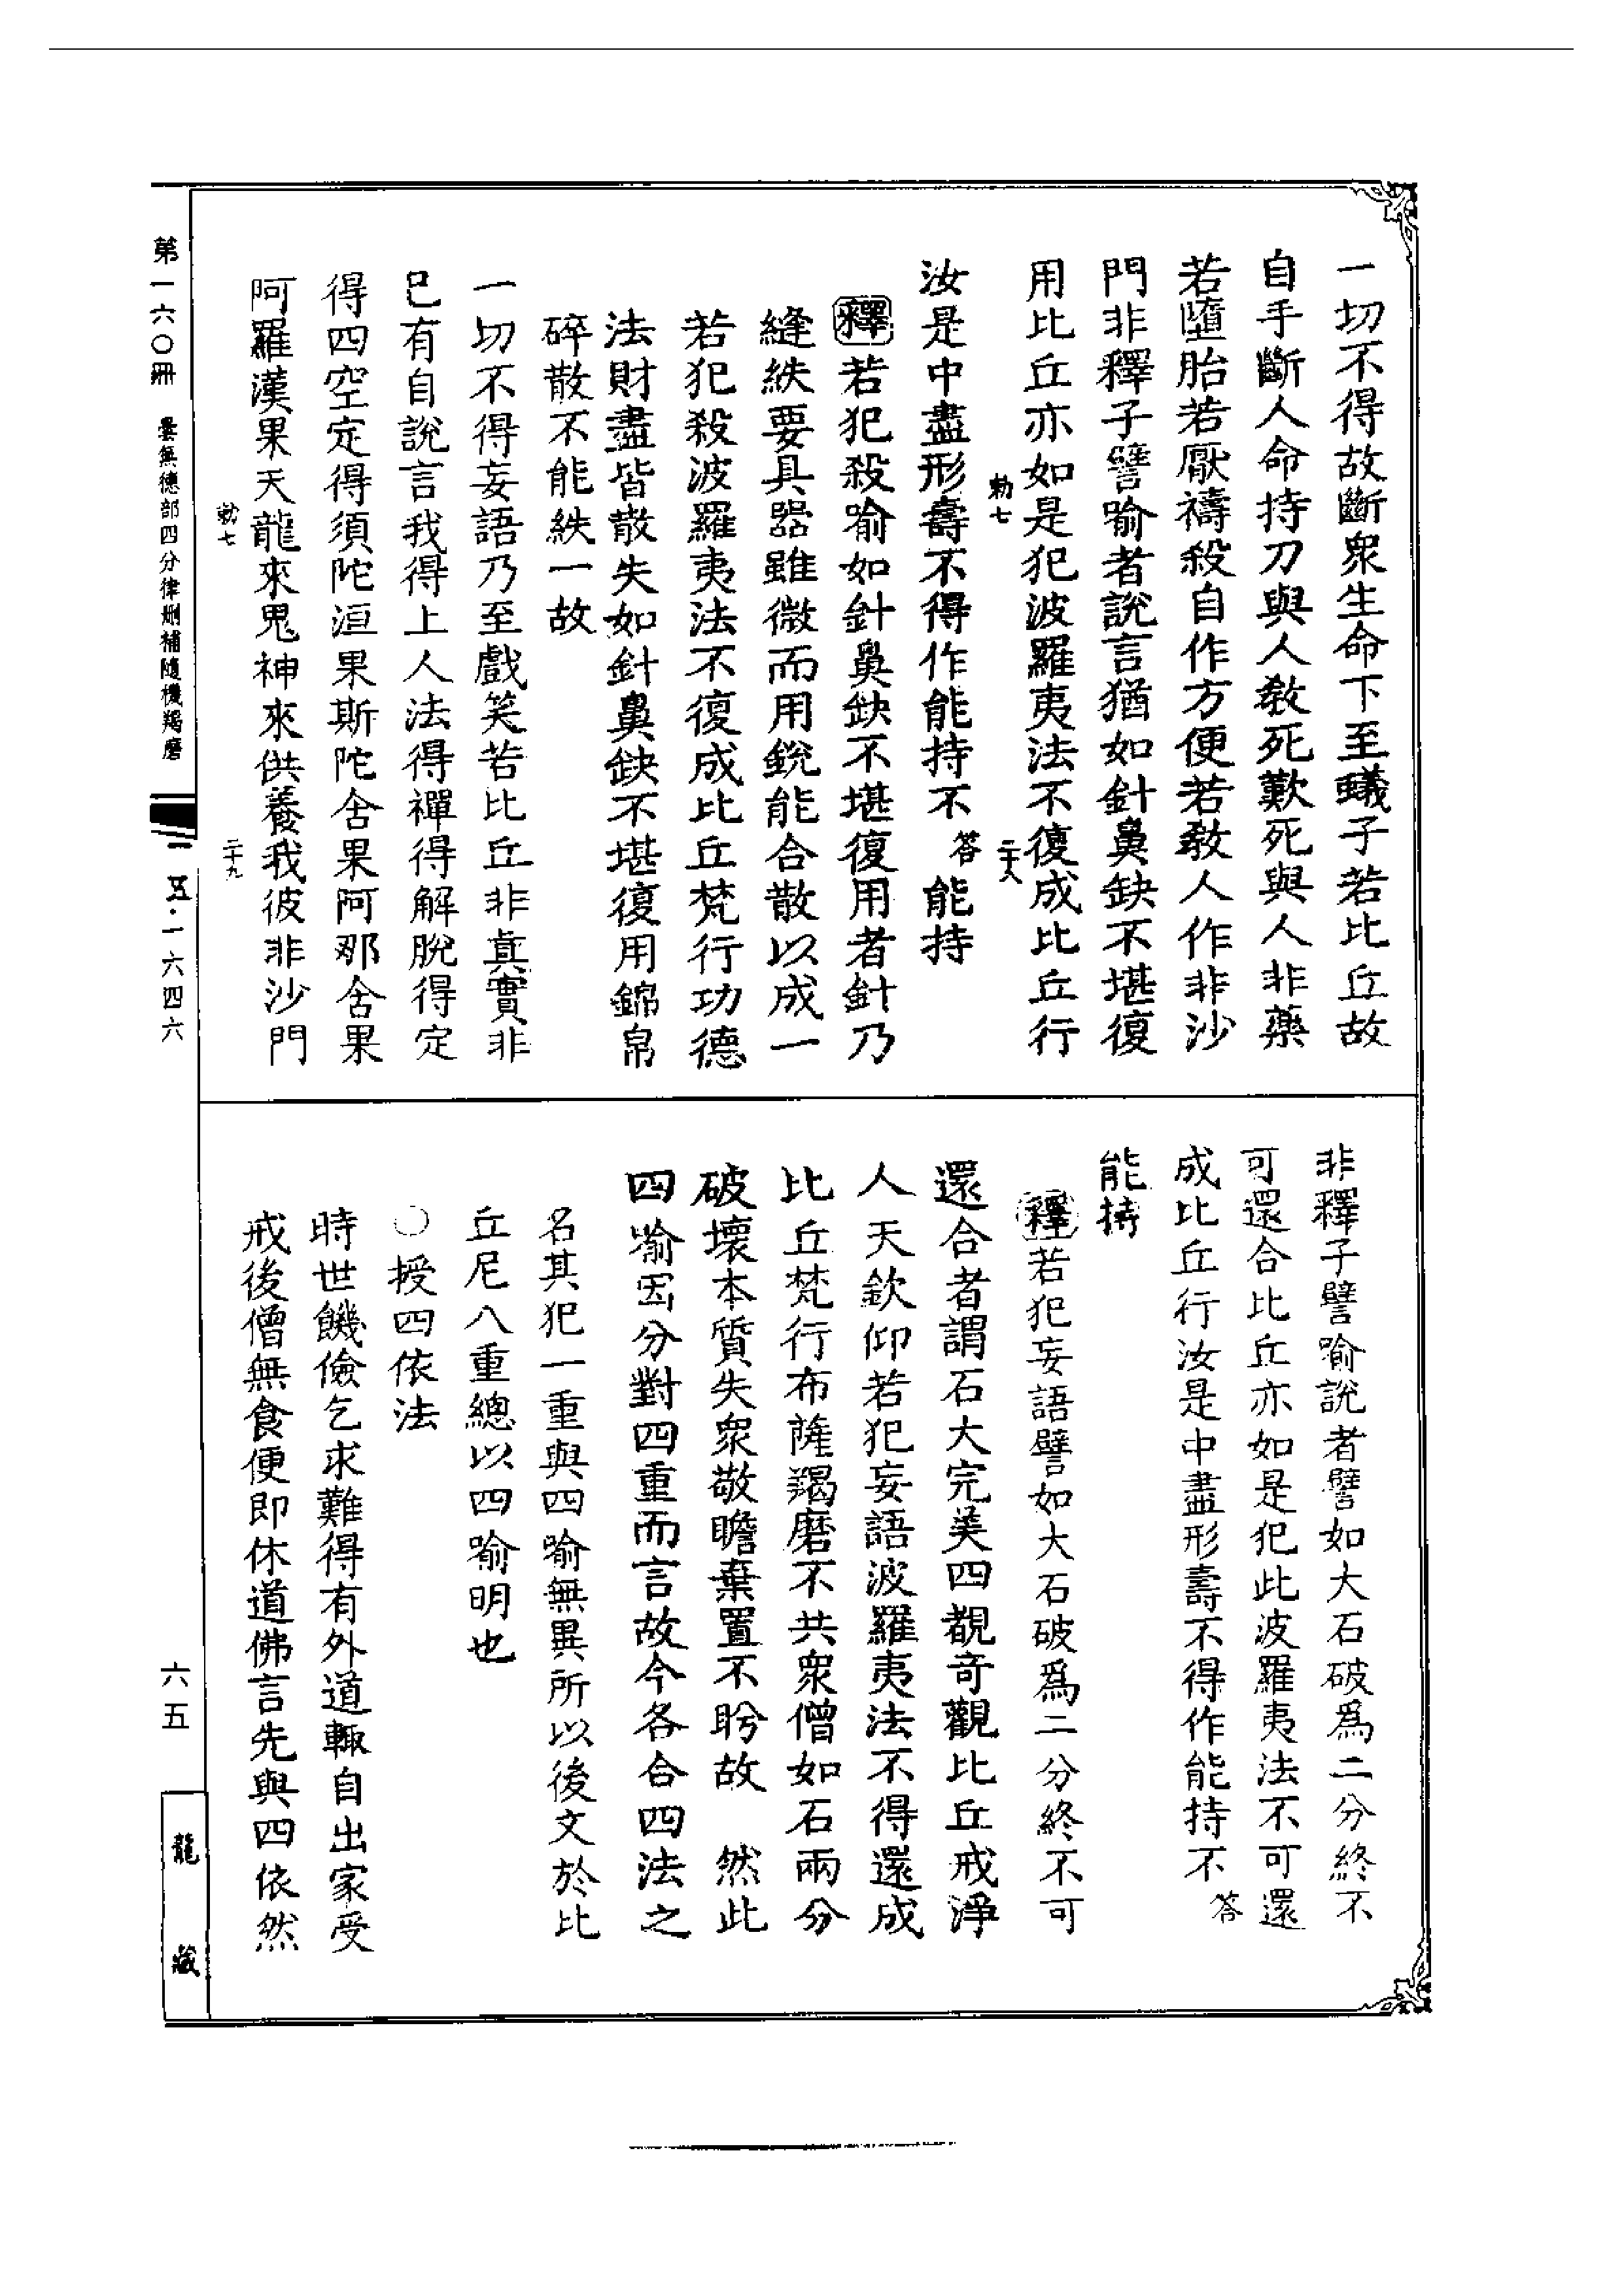 一切不得故斷衆生命下至蟻子若比丘故
自手斷人命持刀與人敎死歎死與人非藥
若墮胎若厭禱殺自作方便若敎人作非沙
門非釋子譬喻者說言猶如針鼻缺不堪復
用比丘亦如是犯波羅夷法不復成比丘行
勅七
二十八
汝是中盡形壽不得作能持不 答 能持
釋若犯殺喻如針鼻缺不堪復用者針乃
縫紩要具器雖微而用銳能合散以成一
若犯殺波羅夷法不復成比丘梵行功德
法財盡皆散失如針鼻缺不堪復用錦帛
碎散不能紩一故
一切不得妄語乃至戲笑若比丘非眞實非
已有自說言我得上人法得禪得解脫得定
得四空定得須陀洹果斯陀舍果阿那舍果
阿羅漢果天龍來鬼神來供養我彼非沙門
勅七
二十九
非釋子譬喻說者譬如大石破爲二分終不
可還合比丘亦如是犯此波羅夷法不可還
成比丘行汝是中盡形壽不得作能持不 答
能持
釋若犯妄語譬如大石破爲二分終不可
還合者謂石大完美四覩奇觀比丘戒淨
人天欽仰若犯妄語波羅夷法不得還成
比丘梵行布薩羯磨不共衆僧如石兩分
破壞本質失衆敬瞻棄置不盻故 然此
四喻因分對四重而言故今各合四法之
名其犯一重與四喻無異所以後文於比
丘尼八重總以四喻明也
○授四依法
時世饑儉乞求難得有外道輒自出家受
戒後僧無食便即休道佛言先與四依然
第一六〇冊 曇無德部四分律刪補隨機羯磨
五·一六四六
六五
龍藏